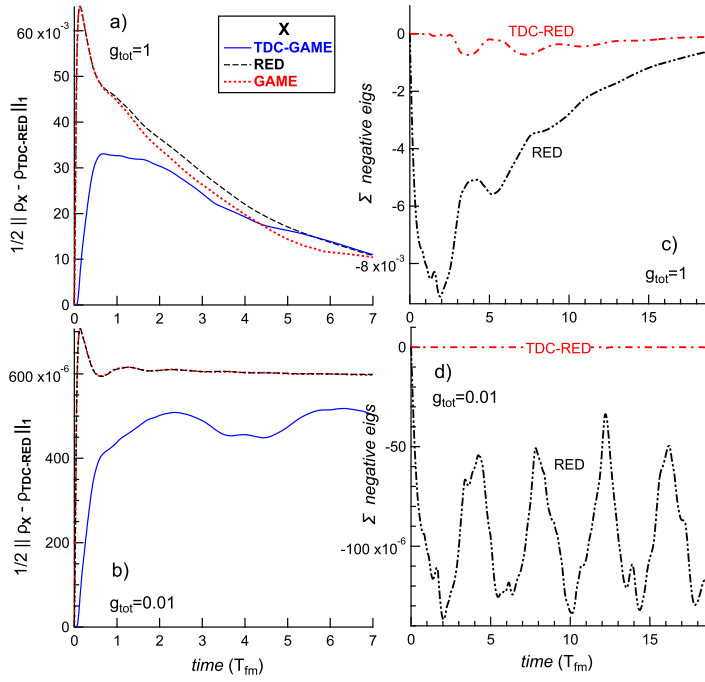 a)
g_tot=1
X
TDC-GAME
RED
GAME
60 x10^-3
50
40
30
20
10
0
1/2 || ρ_X - ρ_TDC-RED ||_1
0 1 2 3 4 5 6 7
b)
g_tot=0.01
600 x10^-6
400
200
0
1/2 || ρ_X - ρ_TDC-RED ||_1
0 1 2 3 4 5 6 7
time (T_fm)
TDC-RED
RED
c)
g_tot=1
0
-2
-4
-6
-8 x10^-3
Σ negative eigs
0 5 10 15
TDC-RED
d)
g_tot=0.01
RED
0
-50
-100 x10^-6
Σ negative eigs
0 5 10 15
time (T_fm)